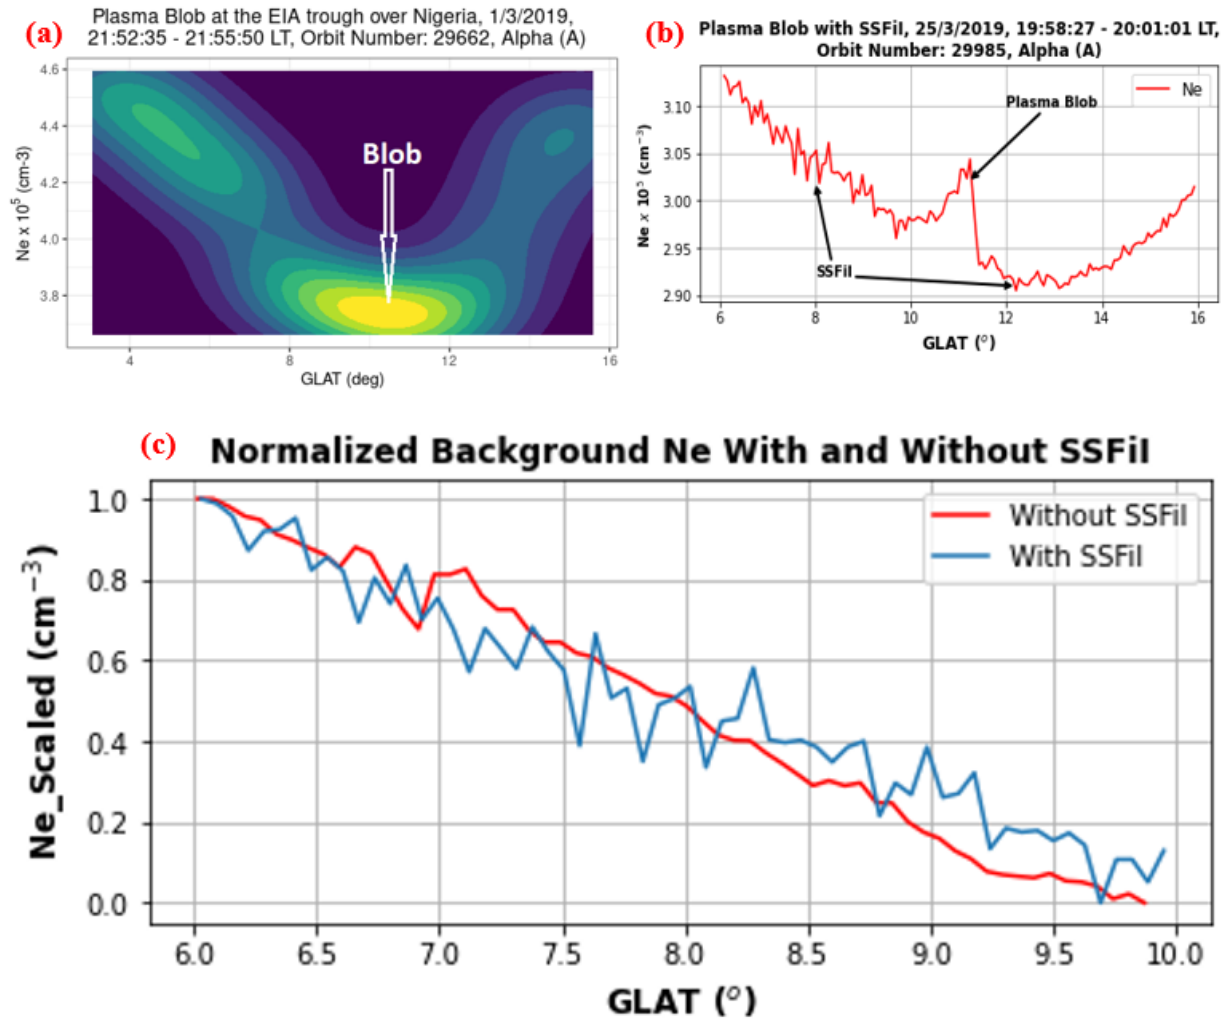 (a)
Plasma Blob at the EIA trough over Nigeria, 1/3/2019,
21:52:35 - 21:55:50 LT, Orbit Number: 29662, Alpha (A)
Ne x 10⁵ (cm-3)
4.6
4.4
4.2
4.0
3.8
Blob
4 8 12 16
GLAT (deg)
(b)
Plasma Blob with SSFiI, 25/3/2019, 19:58:27 - 20:01:01 LT,
Orbit Number: 29985, Alpha (A)
Ne x 10⁵ (cm⁻³)
3.10
3.05
3.00
2.95
2.90
Ne
Plasma Blob
SSFiI
6 8 10 12 14 16
GLAT (°)
(c)
Normalized Background Ne With and Without SSFiI
Ne_Scaled (cm⁻³)
1.0
0.8
0.6
0.4
0.2
0.0
Without SSFiI
With SSFiI
6.0 6.5 7.0 7.5 8.0 8.5 9.0 9.5 10.0
GLAT (°)